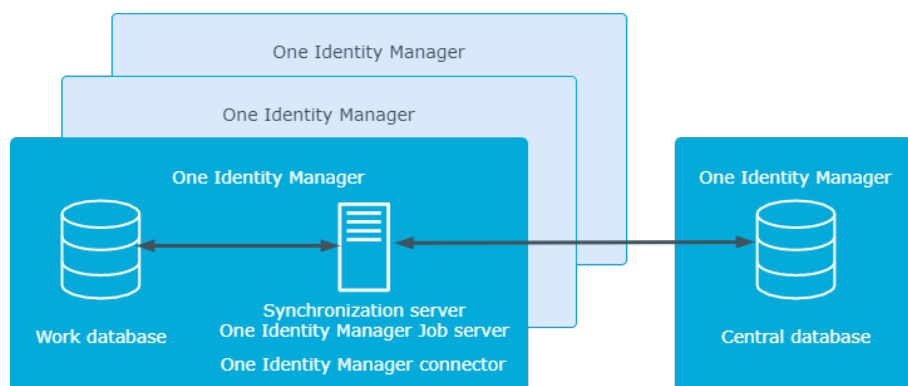 One Identity Manager
One Identity Manager
One Identity Manager
One Identity Manager
Synchronization server
Work database
One Identity Manager Job server
Central database
One Identity Manager connector